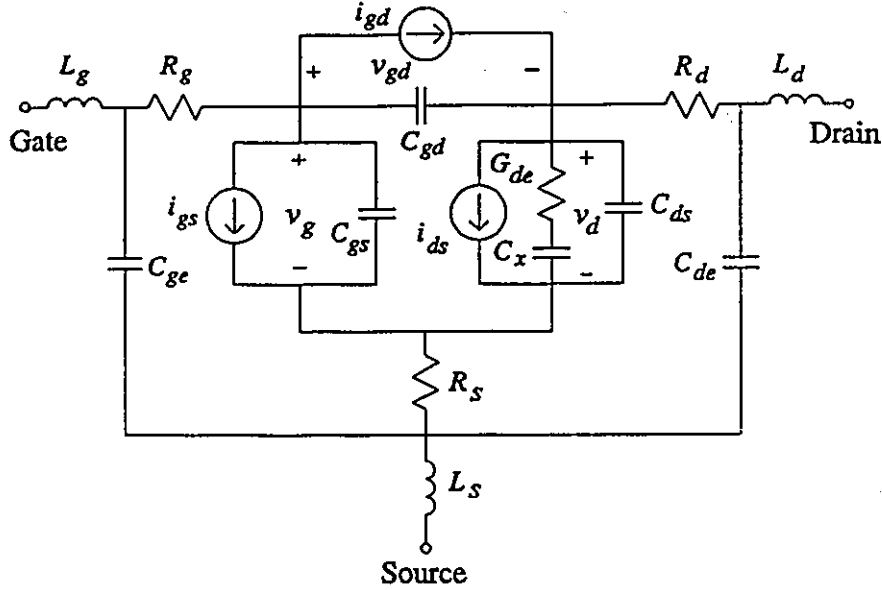 i_gd
+ v_gd −
L_g R_g R_d L_d
Gate C_gd Drain
+ G_de +
i_gs v_g C_gs i_ds v_d C_ds
C_ge − C_x − C_de
R_s
L_s
Source